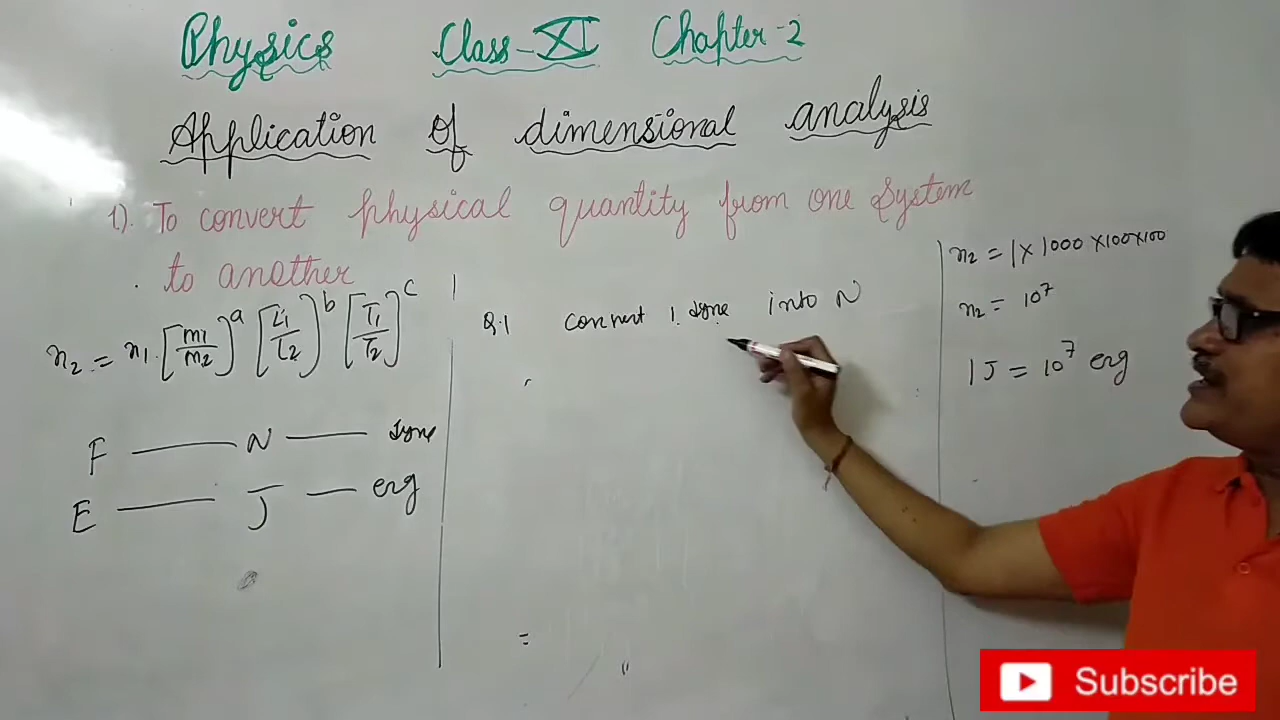 Physics Class-XI Chapter-2
Application of dimensional analysis
1). To convert physical quantity from one System
to another
n2 = n1 [m1/m2]^a [L1/L2]^b [T1/T2]^c
F — N — dyne
E — J — erg
Q.1 convert 1 dyne into N
=
n2 = 1 × 1000 × 100 × 100
n2 = 10^7
1 J = 10^7 erg
Subscribe